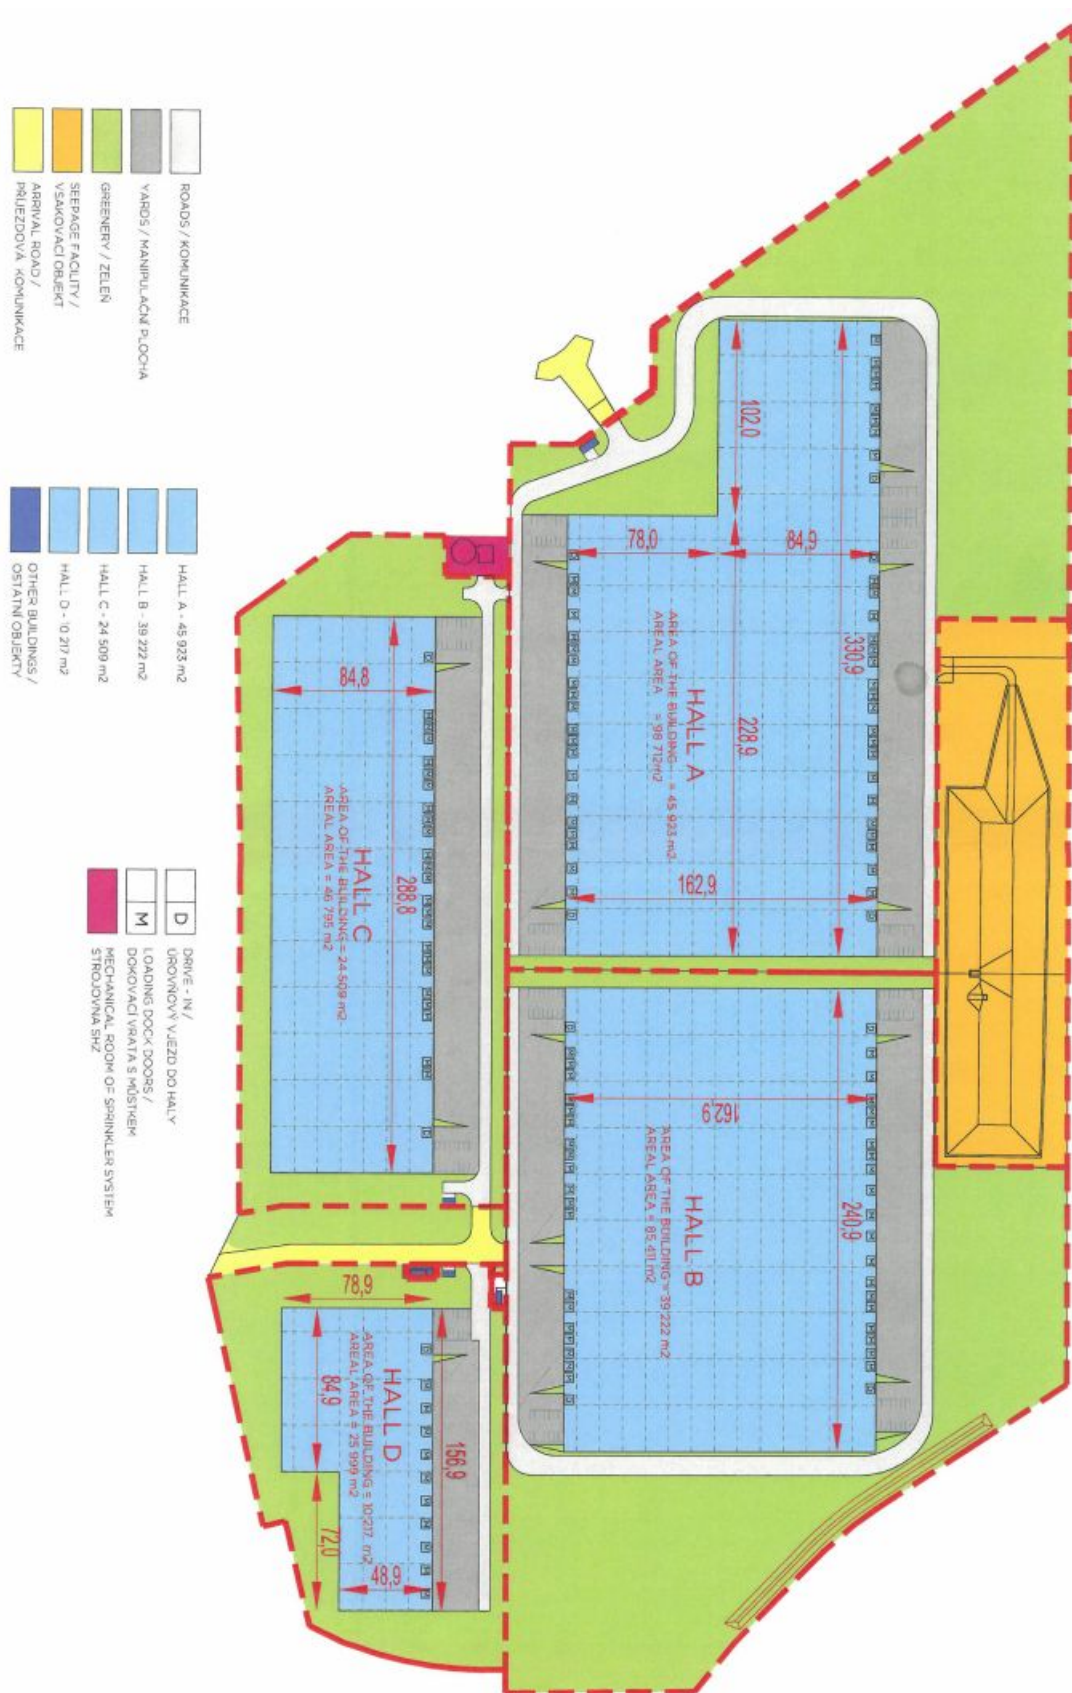 ROADS / KOMUNIKACE
YARDS / MANIPULAČNÍ PLOCHA
GREENERY / ZELEŇ
SEEPAGE FACILITY /
VSAKOVACÍ OBJEKT
ARRIVAL ROAD /
PŘÍJEZDOVÁ KOMUNIKACE
HALL A - 45 923 m2
HALL B - 39 222 m2
HALL C - 24 509 m2
HALL D - 10 217 m2
OTHER BUILDINGS /
OSTATNÍ OBJEKTY
D
DRIVE - IN /
ÚROVŇOVÝ VJEZD DO HALY
M
LOADING DOCK DOORS /
DOKOVACÍ VRATA S MŮSTKEM
MECHANICAL ROOM OF SPRINKLER SYSTEM
STROJOVNA SHZ
102,0
78,0
84,9
330,9
228,9
162,9
HALL A
AREA OF THE BUILDING = 45 923 m2
AREAL AREA = 98 712m2
240,9
162,9
HALL B
AREA OF THE BUILDING = 39 222 m2
AREAL AREA = 85 411 m2
84,8
288,8
HALL C
AREA OF THE BUILDING = 24 509 m2
AREAL AREA = 46 795 m2
78,9
84,9
156,9
72,0
48,9
HALL D
AREA OF THE BUILDING = 10 217 m2
AREAL AREA = 25 999 m2